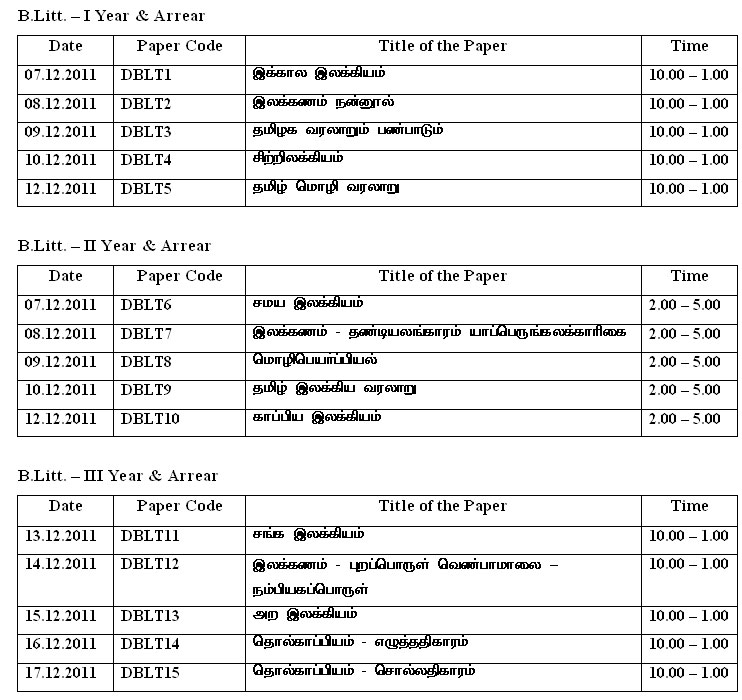 B.Litt. – I Year & Arrear
Date Paper Code Title of the Paper Time
07.12.2011 DBLT1 இக்கால இலக்கியம் 10.00 – 1.00
08.12.2011 DBLT2 இலக்கணம் நன்னூல் 10.00 – 1.00
09.12.2011 DBLT3 தமிழக வரலாறும் பண்பாடும் 10.00 – 1.00
10.12.2011 DBLT4 சிற்றிலக்கியம் 10.00 – 1.00
12.12.2011 DBLT5 தமிழ் மொழி வரலாறு 10.00 – 1.00
B.Litt. – II Year & Arrear
Date Paper Code Title of the Paper Time
07.12.2011 DBLT6 சமய இலக்கியம் 2.00 – 5.00
08.12.2011 DBLT7 இலக்கணம் - தண்டியலங்காரம் யாப்பெருங்கலக்காரிகை 2.00 – 5.00
09.12.2011 DBLT8 மொழிபெயர்ப்பியல் 2.00 – 5.00
10.12.2011 DBLT9 தமிழ் இலக்கிய வரலாறு 2.00 – 5.00
12.12.2011 DBLT10 காப்பிய இலக்கியம் 2.00 – 5.00
B.Litt. – III Year & Arrear
Date Paper Code Title of the Paper Time
13.12.2011 DBLT11 சங்க இலக்கியம் 10.00 – 1.00
14.12.2011 DBLT12 இலக்கணம் - புறப்பொருள் வெண்பாமாலை – 10.00 – 1.00
நம்பியகப்பொருள்
15.12.2011 DBLT13 அற இலக்கியம் 10.00 – 1.00
16.12.2011 DBLT14 தொல்காப்பியம் - எழுத்ததிகாரம் 10.00 – 1.00
17.12.2011 DBLT15 தொல்காப்பியம் - சொல்லதிகாரம் 10.00 – 1.00